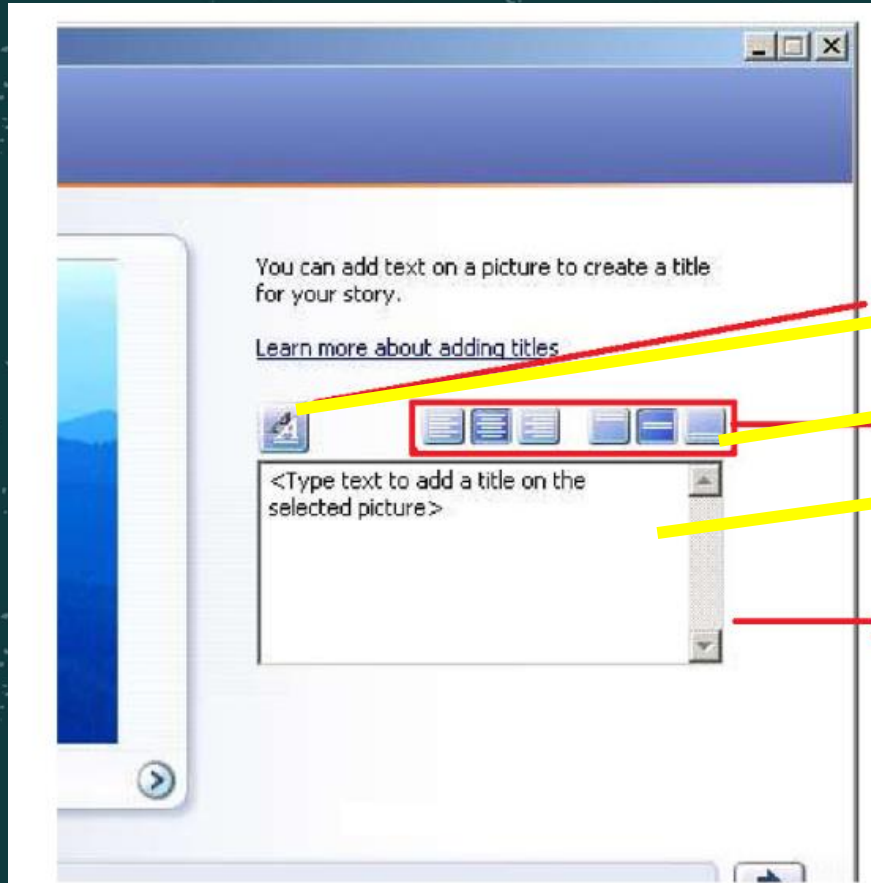 You can add text on a picture to create a title
for your story.
Learn more about adding titles
<Type text to add a title on the
selected picture>